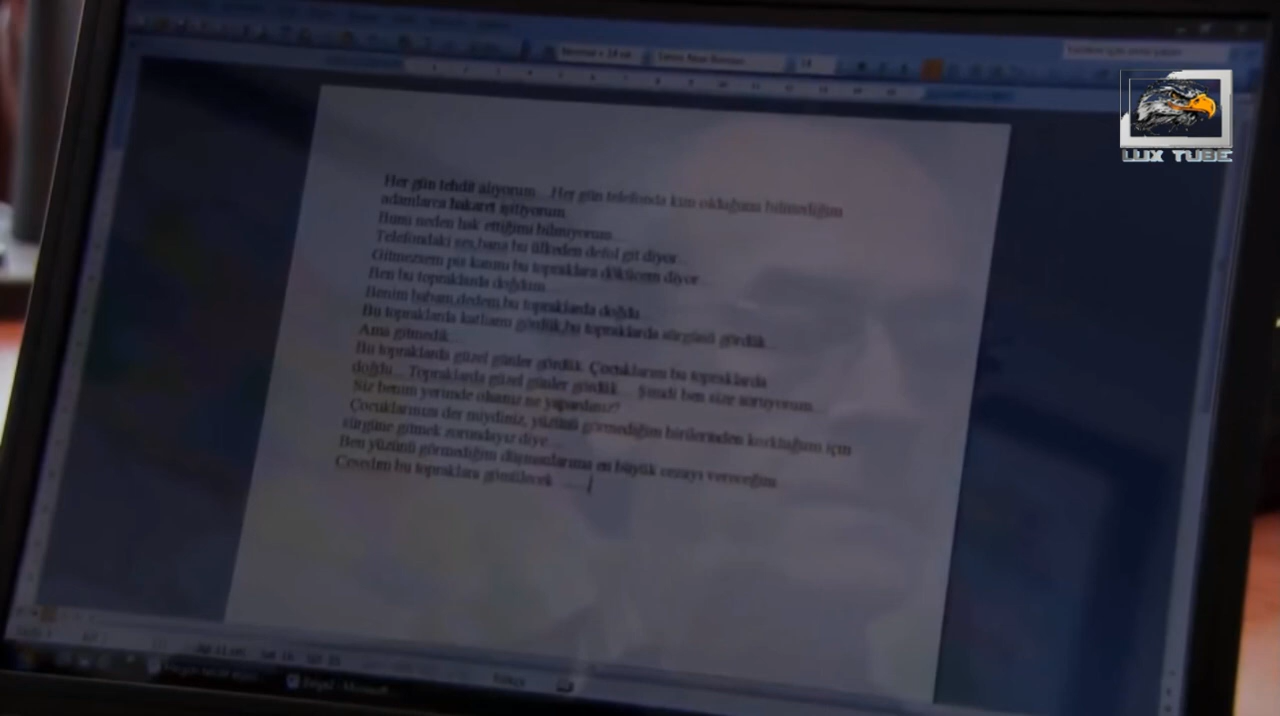 Her gün tehdit alıyorum... Her gün telefonda kim olduğunu bilmediğim
adamlarca hakaret işitiyorum
Bunu neden hak ettiğimi bilmiyorum...
Telefondaki ses,bana bu ülkeden defol git diyor...
Gitmezsem pis kanını bu topraklara dökücem diyor...
Ben bu topraklarda doğdum...
Benim babam,dedem bu topraklarda doğdu...
Bu topraklarda katliamı gördük,bu topraklarda sürgünü gördük...
Ama gitmedik...
Bu topraklarda güzel günler gördük. Çocuklarım bu topraklarda
doğdu... Topraklarda güzel günler gördük... Şimdi ben size soruyorum...
Siz benim yerimde olsanız ne yapardınız?
Çocuklarınıza der miydiniz, yüzünü görmediğim birilerinden korktuğum için
sürgüne gitmek zorundayız diye...
Ben yüzünü görmediğim düşmanlarıma en büyük cezayı vereceğim
Cesedim bu topraklara gömülecek ......
LUX TUBE